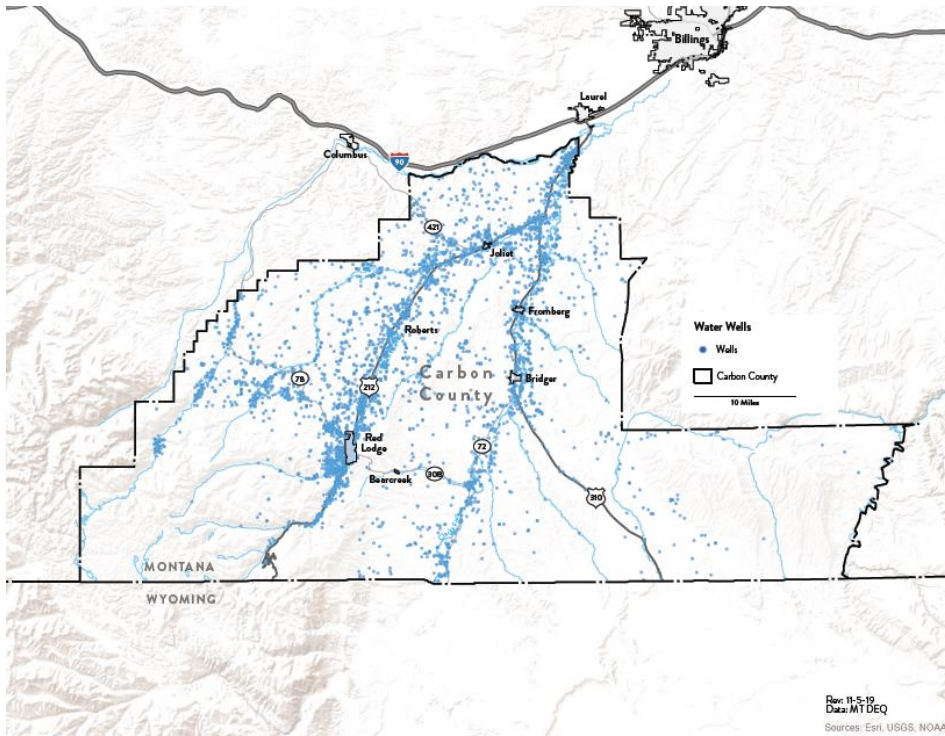 Billings
Laurel
Columbus
90
421
Joliet
Fromberg
Roberts
Water Wells
Wells
Carbon County
10 Miles
78
212
Carbon
County
Bridger
Red
Lodge
72
Bearcreek
308
310
MONTANA
WYOMING
Rev: 11-5-19
Data: MT DEQ
Sources: Esri, USGS, NOAA